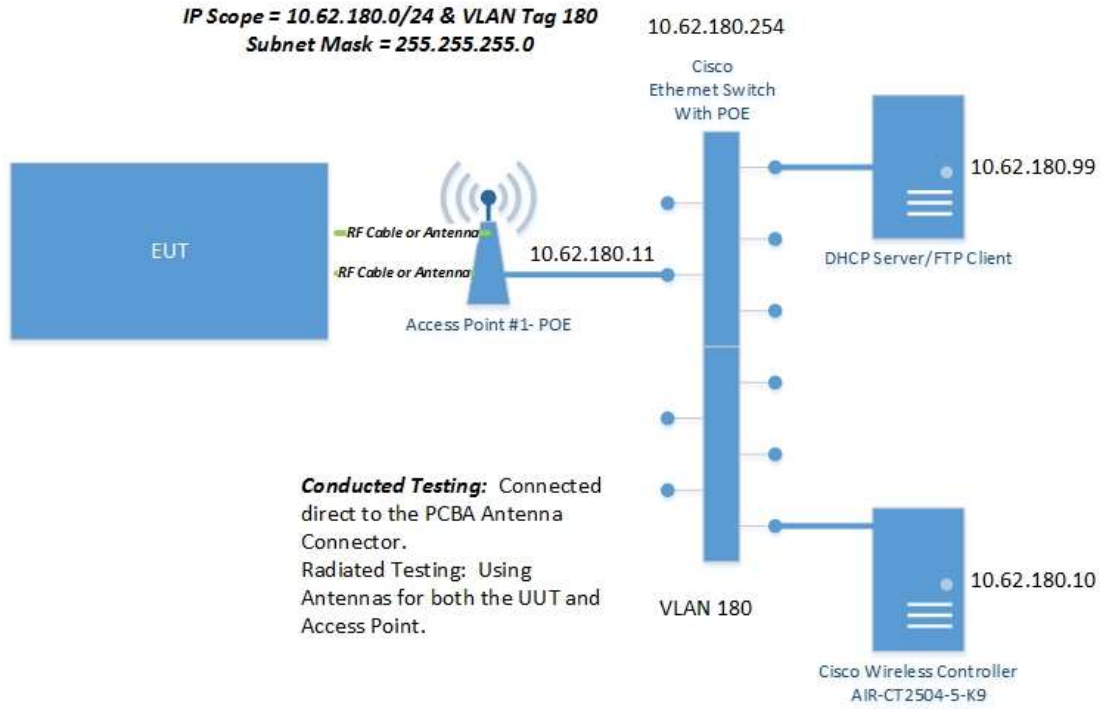 IP Scope = 10.62.180.0/24 & VLAN Tag 180
Subnet Mask = 255.255.255.0
10.62.180.254
Cisco
Ethernet Switch
With POE
10.62.180.99
DHCP Server/FTP Client
EUT
RF Cable or Antenna
RF Cable or Antenna
10.62.180.11
Access Point #1- POE
Conducted Testing: Connected
direct to the PCBA Antenna
Connector.
Radiated Testing: Using
Antennas for both the UUT and
Access Point.
VLAN 180
10.62.180.10
Cisco Wireless Controller
AIR-CT2504-5-K9